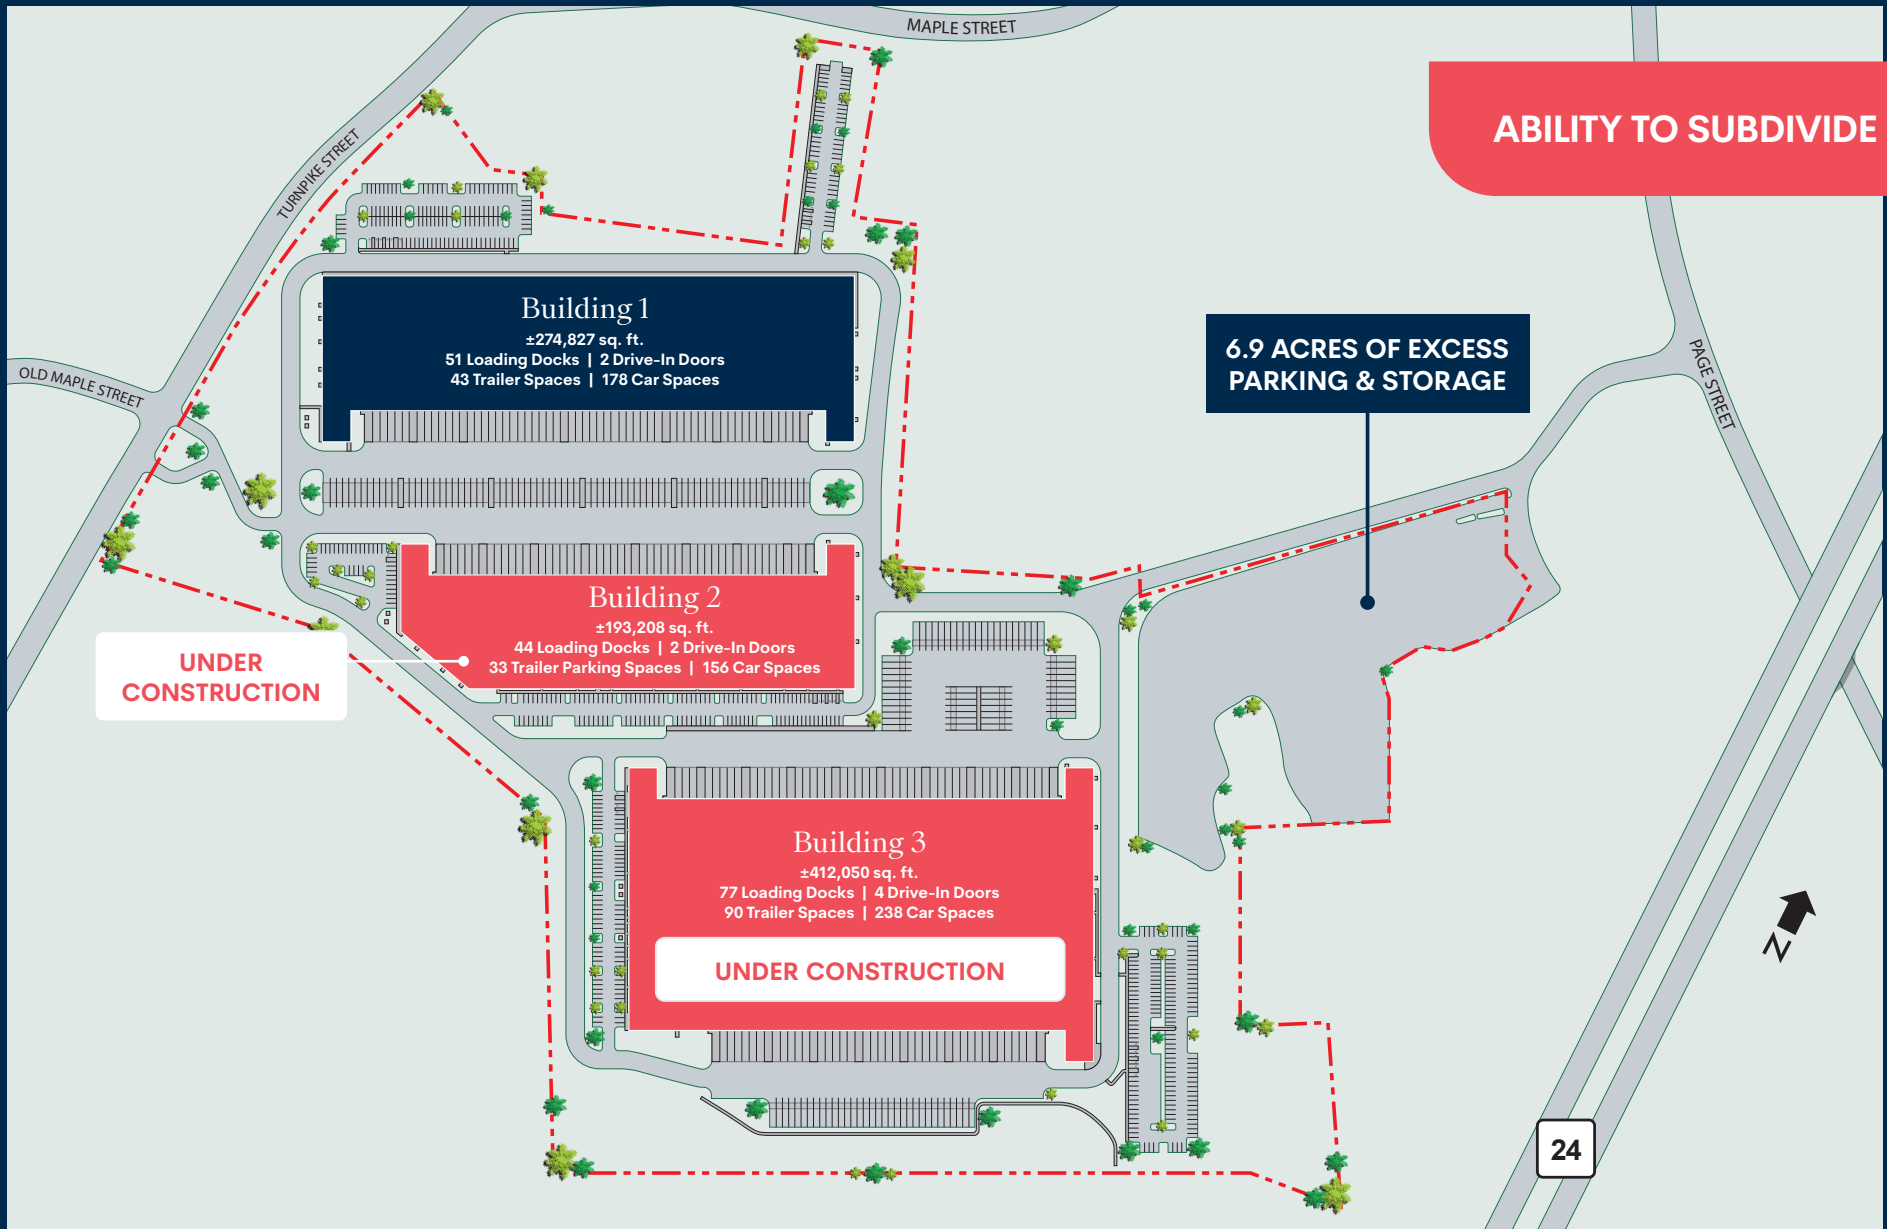 MAPLE STREET
ABILITY TO SUBDIVIDE
TURNPIKE STREET
OLD MAPLE STREET
Building 1
±274,827 sq. ft.
51 Loading Docks | 2 Drive-In Doors
43 Trailer Spaces | 178 Car Spaces
6.9 ACRES OF EXCESS
PARKING & STORAGE
PAGE STREET
Building 2
±193,208 sq. ft.
44 Loading Docks | 2 Drive-In Doors
33 Trailer Parking Spaces | 156 Car Spaces
UNDER
CONSTRUCTION
Building 3
±412,050 sq. ft.
77 Loading Docks | 4 Drive-In Doors
90 Trailer Spaces | 238 Car Spaces
UNDER CONSTRUCTION
N
24